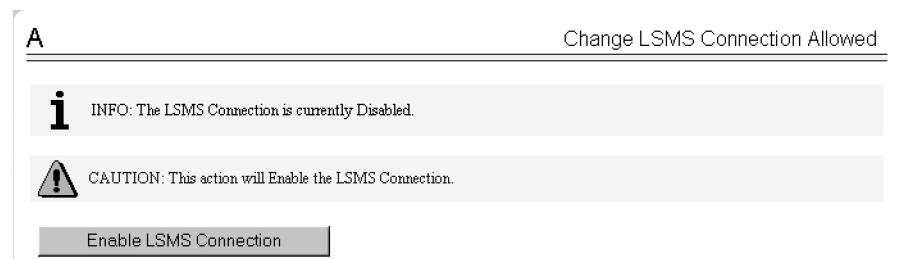 A
Change LSMS Connection Allowed
INFO: The LSMS Connection is currently Disabled.
CAUTION: This action will Enable the LSMS Connection.
Enable LSMS Connection